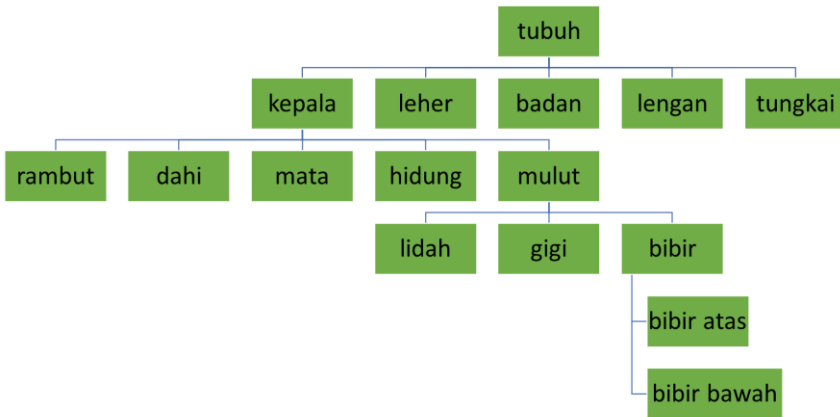 tubuh
kepala leher badan lengan tungkai
rambut dahi mata hidung mulut
lidah gigi bibir
bibir atas
bibir bawah